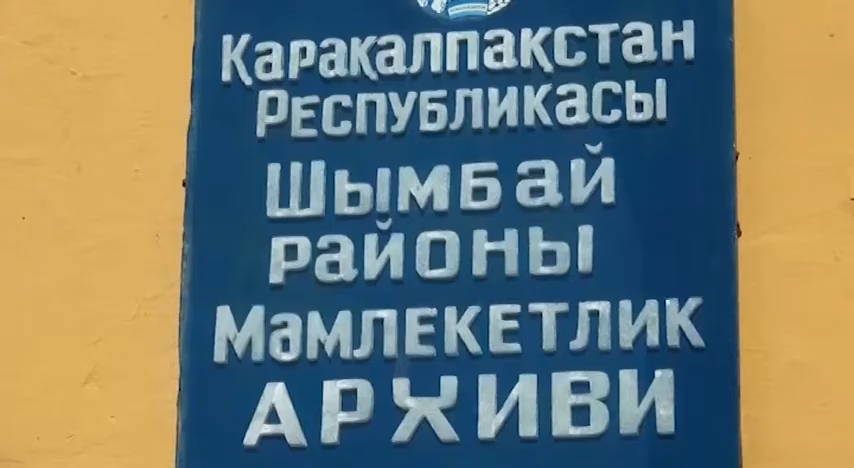 Қарақалпақстан
Республикасы
Шымбай
районы
Мәмлекетлик
архиви